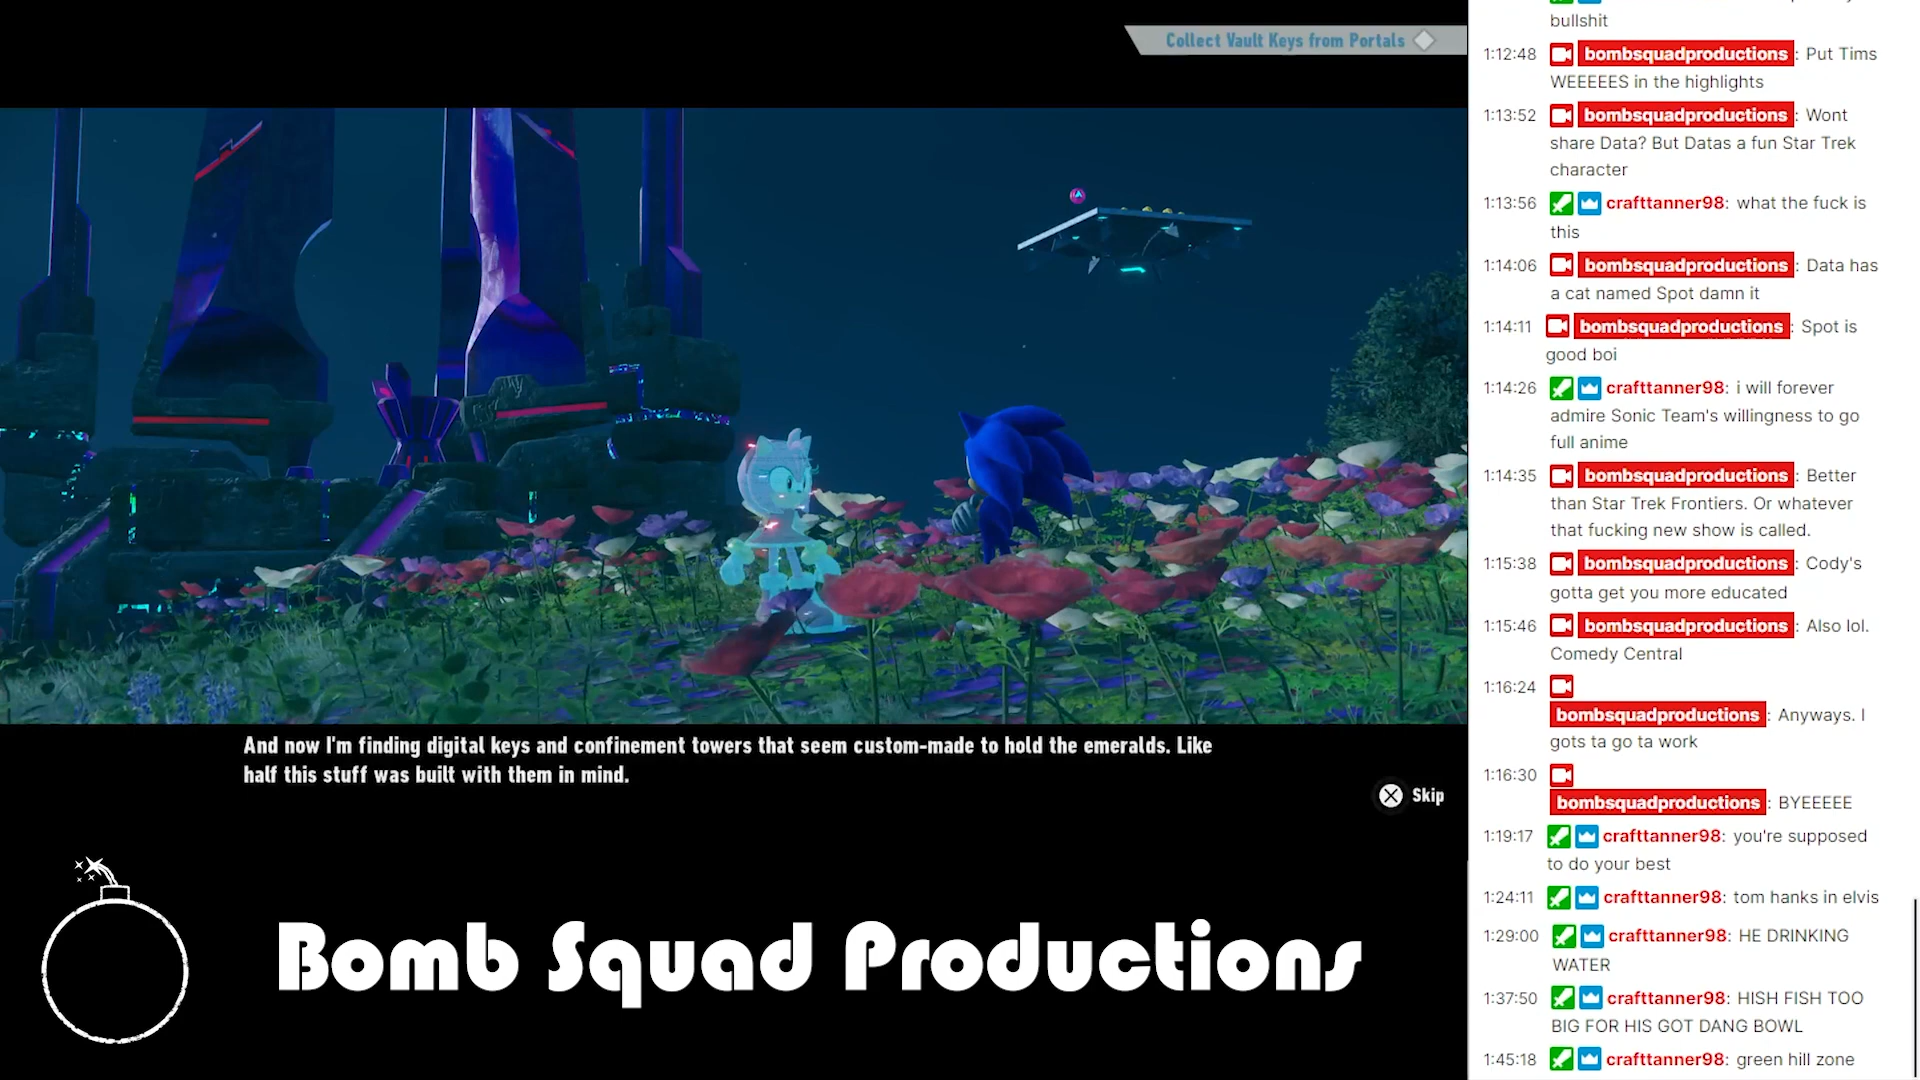 Collect Vault Keys from Portals
And now I'm finding digital keys and confinement towers that seem custom-made to hold the emeralds. Like
half this stuff was built with them in mind.
Skip
Bomb Squad Productions
bullshit
1:12:48 bombsquadproductions: Put Tims
WEEEEES in the highlights
1:13:52 bombsquadproductions: Wont
share Data? But Datas a fun Star Trek
character
1:13:56 crafttanner98: what the fuck is
this
1:14:06 bombsquadproductions: Data has
a cat named Spot damn it
1:14:11 bombsquadproductions: Spot is
good boi
1:14:26 crafttanner98: i will forever
admire Sonic Team's willingness to go
full anime
1:14:35 bombsquadproductions: Better
than Star Trek Frontiers. Or whatever
that fucking new show is called.
1:15:38 bombsquadproductions: Cody's
gotta get you more educated
1:15:46 bombsquadproductions: Also lol.
Comedy Central
1:16:24
bombsquadproductions: Anyways. I
gots ta go ta work
1:16:30
bombsquadproductions: BYEEEEE
1:19:17 crafttanner98: you're supposed
to do your best
1:24:11 crafttanner98: tom hanks in elvis
1:29:00 crafttanner98: HE DRINKING
WATER
1:37:50 crafttanner98: HISH FISH TOO
BIG FOR HIS GOT DANG BOWL
1:45:18 crafttanner98: green hill zone